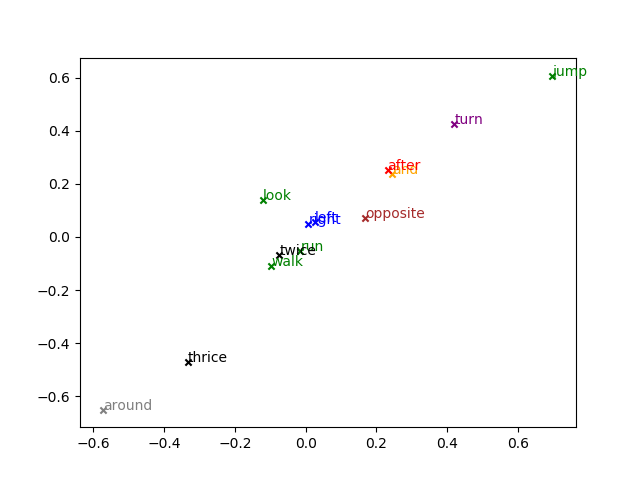 jump
0.6
turn
0.4
after
and
0.2
look
opposite
left
right
0.0
run
twice
walk
−0.2
−0.4
thrice
−0.6
around
−0.6
−0.4
−0.2
0.0
0.2
0.4
0.6